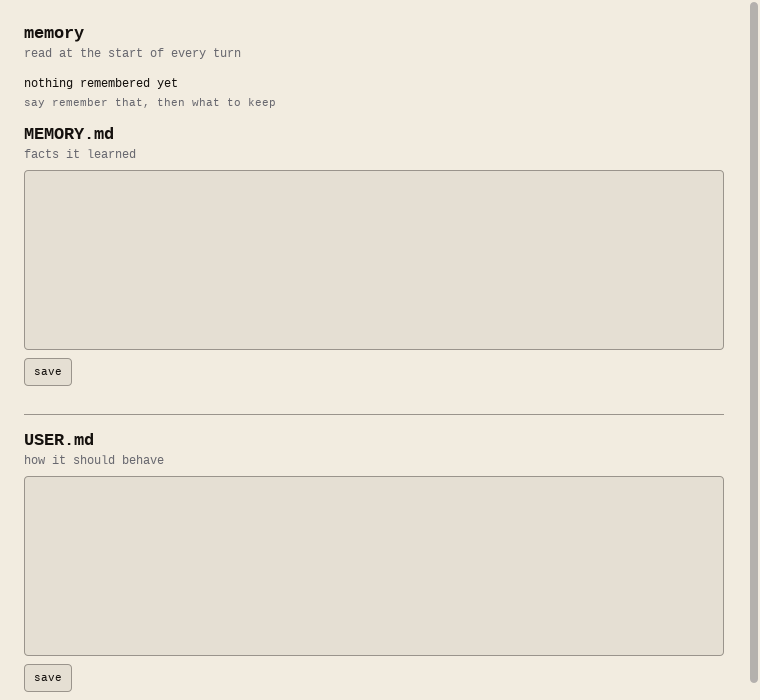 memory
read at the start of every turn
nothing remembered yet
say remember that, then what to keep
MEMORY.md
facts it learned
save
USER.md
how it should behave
save